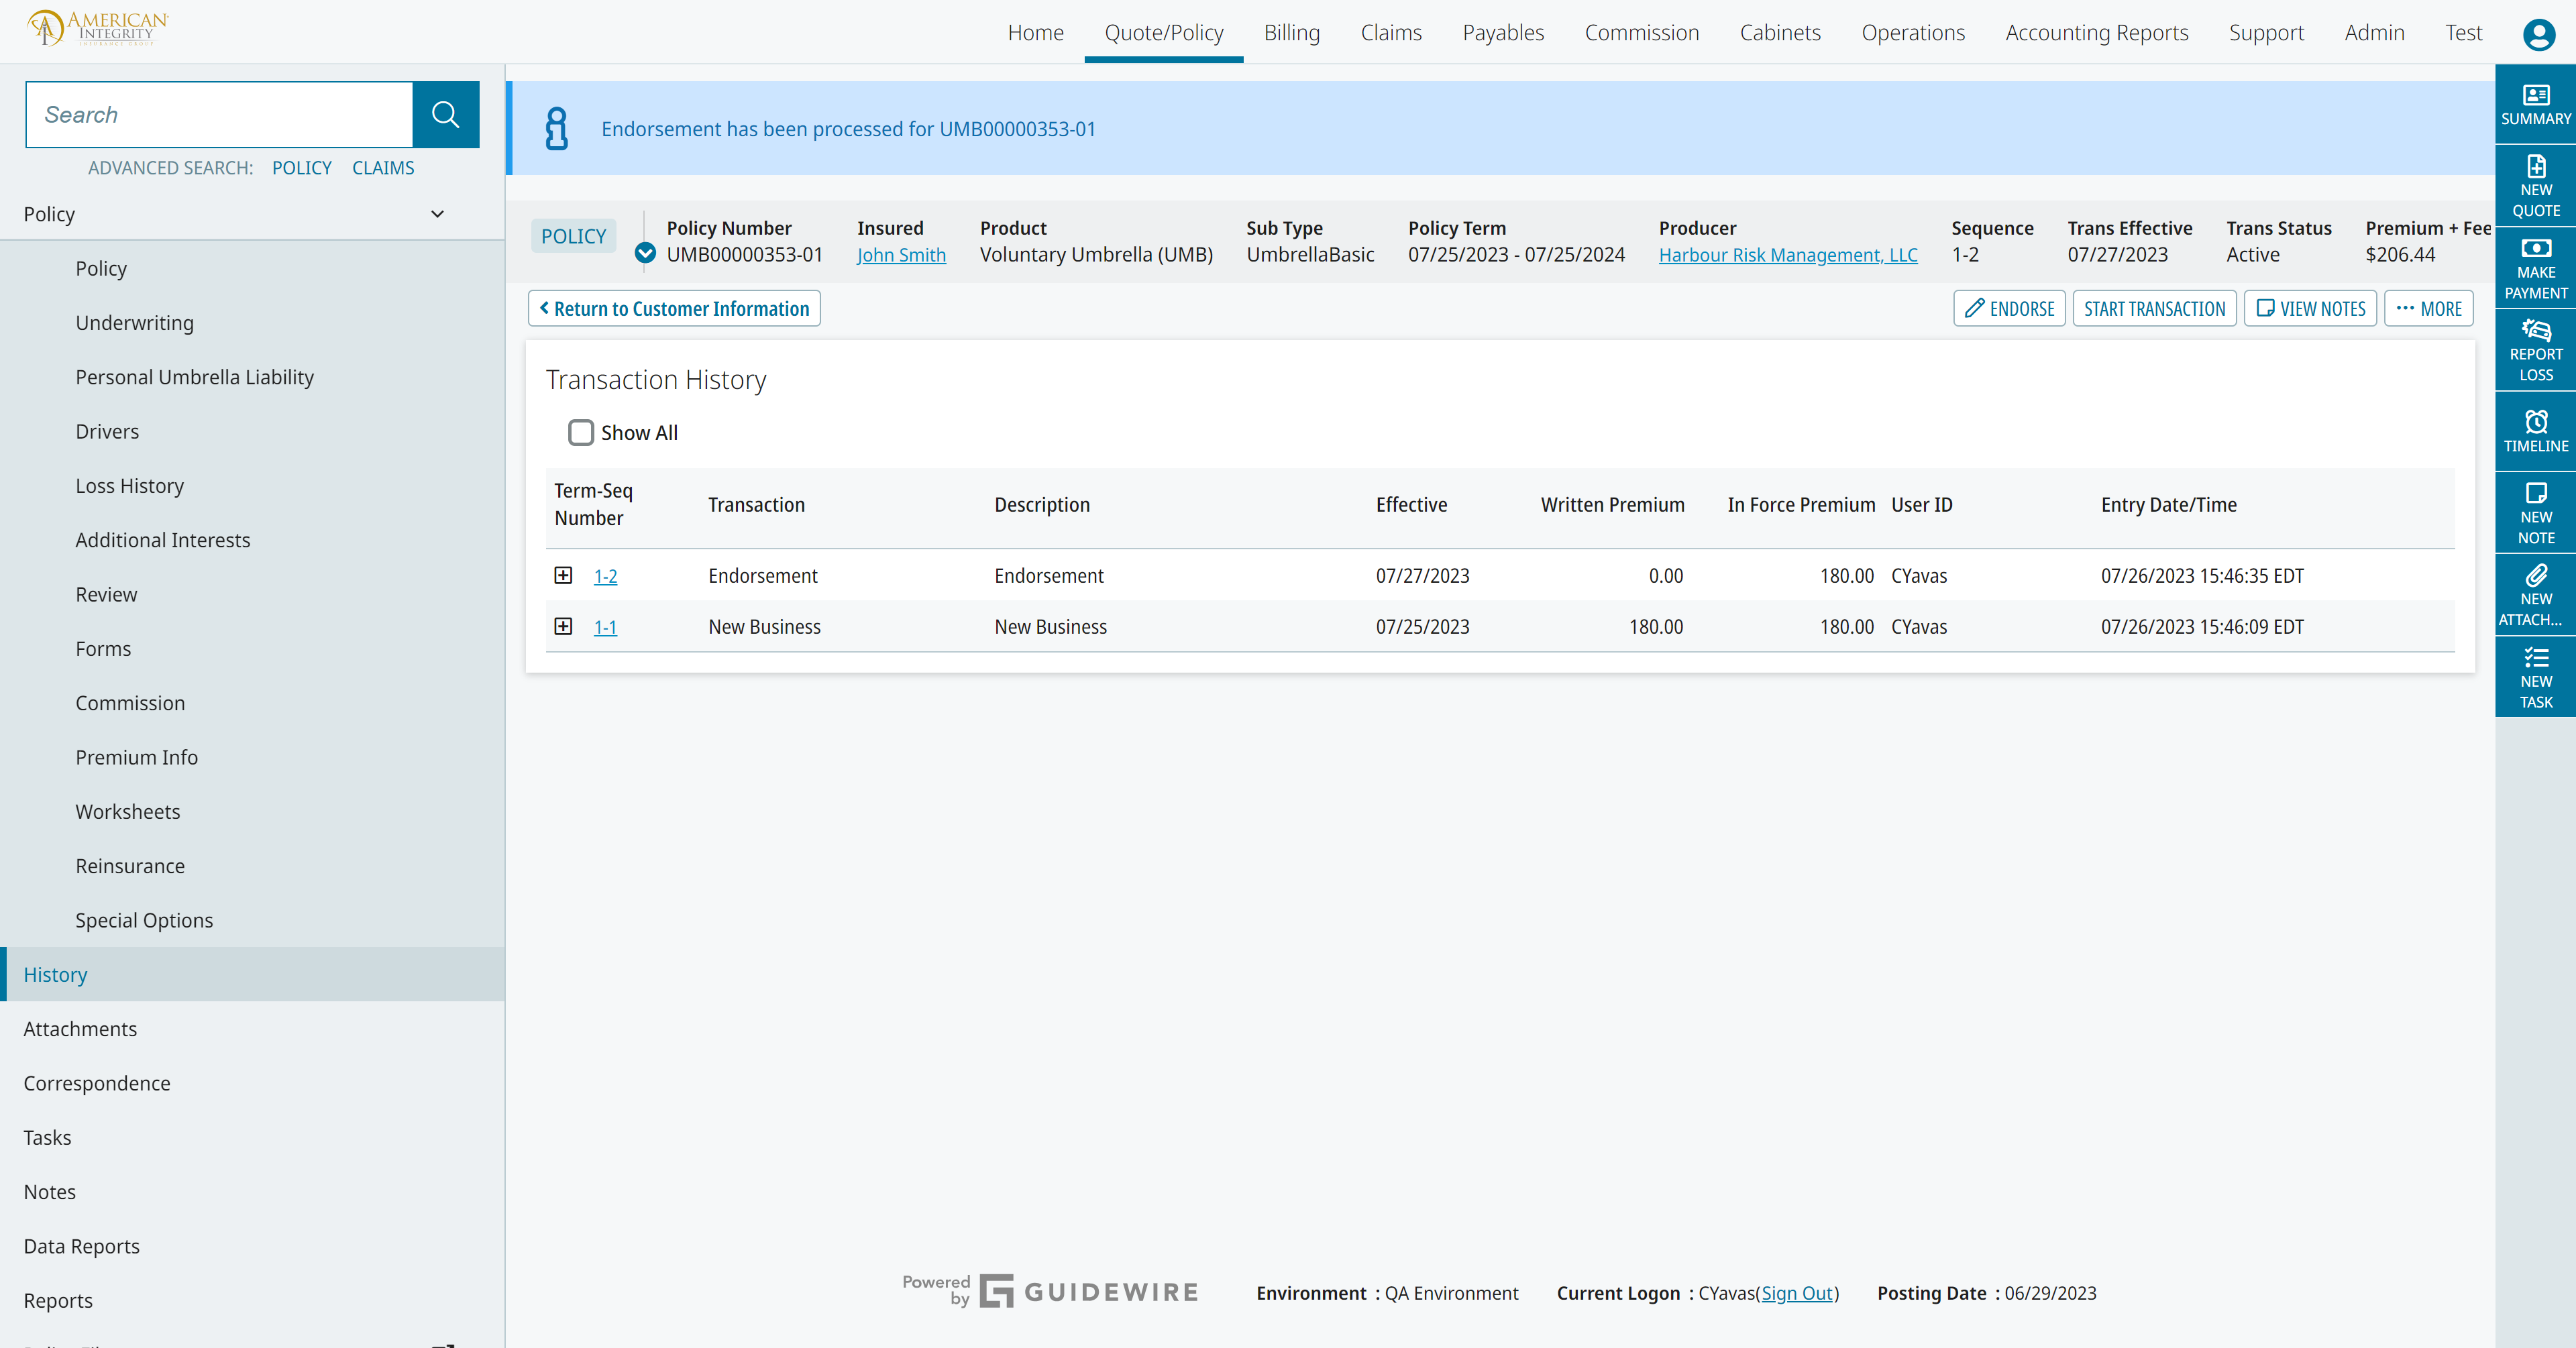 AMERICAN
INTEGRITY
INSURANCE GROUP
Home
Quote/Policy
Billing
Claims
Payables
Commission
Cabinets
Operations
Accounting Reports
Support
Admin
Test
Search
ADVANCED SEARCH: POLICY CLAIMS
Policy
Policy
Underwriting
Personal Umbrella Liability
Drivers
Loss History
Additional Interests
Review
Forms
Commission
Premium Info
Worksheets
Reinsurance
Special Options
History
Attachments
Correspondence
Tasks
Notes
Data Reports
Reports
Endorsement has been processed for UMB00000353-01
POLICY
Policy Number Insured Product Sub Type Policy Term Producer Sequence Trans Effective Trans Status Premium + Fee
UMB00000353-01 John Smith Voluntary Umbrella (UMB) UmbrellaBasic 07/25/2023 - 07/25/2024 Harbour Risk Management, LLC 1-2 07/27/2023 Active $206.44
Return to Customer Information
ENDORSE
START TRANSACTION
VIEW NOTES
MORE
Transaction History
Show All
Term-Seq
Number Transaction Description Effective Written Premium In Force Premium User ID Entry Date/Time
1-2 Endorsement Endorsement 07/27/2023 0.00 180.00 CYavas 07/26/2023 15:46:35 EDT
1-1 New Business New Business 07/25/2023 180.00 180.00 CYavas 07/26/2023 15:46:09 EDT
SUMMARY
NEW
QUOTE
MAKE
PAYMENT
REPORT
LOSS
TIMELINE
NEW
NOTE
NEW
ATTACH...
NEW
TASK
Powered
by
GUIDEWIRE
Environment : QA Environment Current Logon : CYavas(Sign Out) Posting Date : 06/29/2023